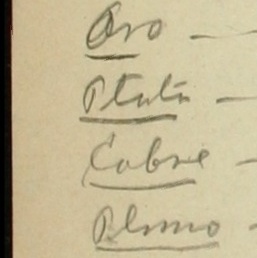 Oro —
Plata —
Cobre -
Plomo -